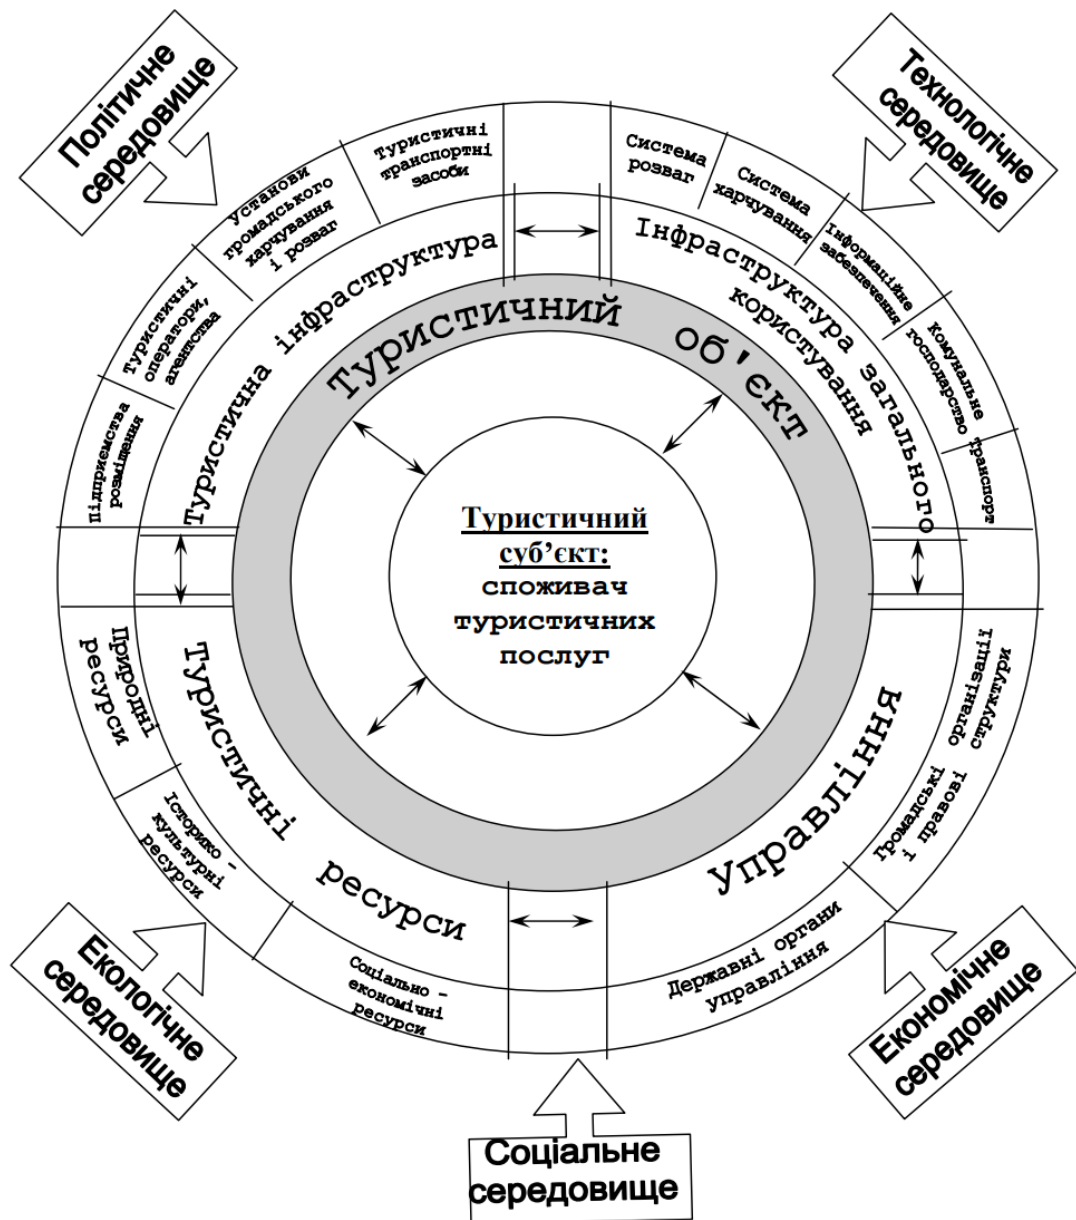 Політичне
середовище
Технологічне
середовище
Туристичні
транспортні
засоби
Система
розваг
Установи
громадського
харчування
і розваг
Система
харчування
Інформаційне
забезпечення
Туристичні
оператори,
агентства
Комунальне
господарство
Підприємства
розміщення
Транспорт
Туристична інфраструктура
Інфраструктура загального
користування
Туристичний об'єкт
Туристичний
суб’єкт:
споживач
туристичних
послуг
Природні
ресурси
Туристичні ресурси
Управління
Громадські організації
і правові структури
Історико –
культурні
ресурси
Соціально –
економічні
ресурси
Державні органи
управління
Екологічне
середовище
Економічне
середовище
Соціальне
середовище